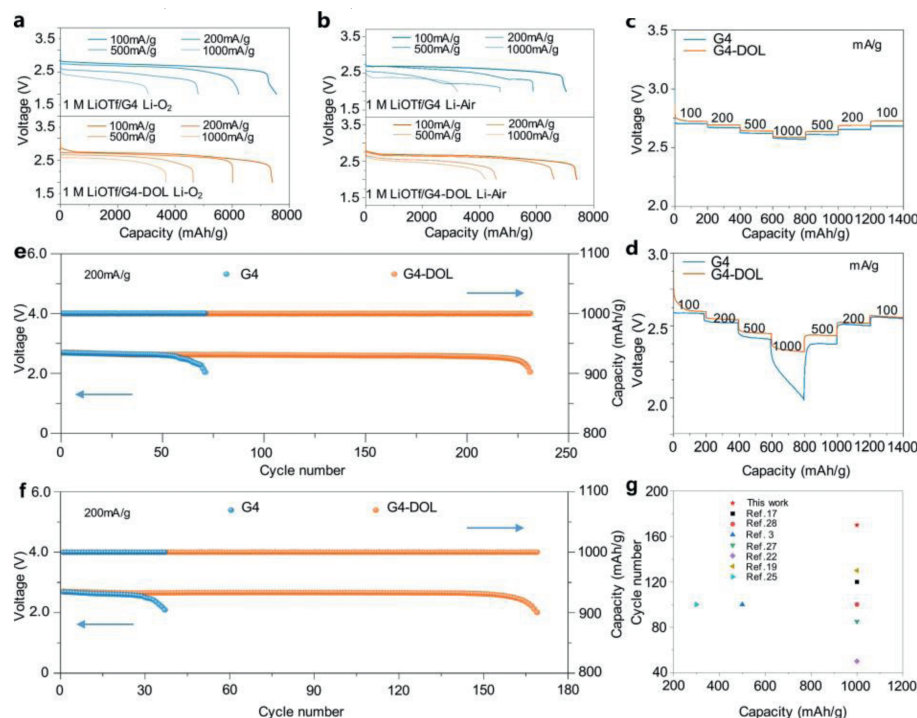 a
3.5
2.5
1.5
3.5
2.5
1.5
Voltage (V)
100mA/g 200mA/g
500mA/g 1000mA/g
1 M LiOTf/G4 Li-O₂
100mA/g 200mA/g
500mA/g 1000mA/g
1 M LiOTf/G4-DOL Li-O₂
0 2000 4000 6000 8000
Capacity (mAh/g)
b
3.5
2.5
1.5
3.5
2.5
1.5
Voltage (V)
100mA/g 200mA/g
500mA/g 1000mA/g
1 M LiOTf/G4 Li-Air
100mA/g 200mA/g
500mA/g 1000mA/g
1 M LiOTf/G4-DOL Li-Air
0 2000 4000 6000 8000
Capacity (mAh/g)
c
3.5
3.0
2.5
2.0
Voltage (V)
G4
G4-DOL
mA/g
100 200 500 1000 500 200 100
0 200 400 600 800 1000 1200 1400
Capacity (mAh/g)
e
6.0
4.0
2.0
0
Voltage (V)
200mA/g G4 G4-DOL
1100
1000
900
800
Capacity (mAh/g)
0 50 100 150 200 250
Cycle number
d
3.0
2.5
2.0
Voltage (V)
G4
G4-DOL
mA/g
100 200 500 1000 500 200 100
0 200 400 600 800 1000 1200 1400
Capacity (mAh/g)
f
6.0
4.0
2.0
0
Voltage (V)
200mA/g G4 G4-DOL
1100
1000
900
800
Capacity (mAh/g)
0 30 60 90 120 150 180
Cycle number
g
200
160
120
80
40
Cycle number
This work
Ref.17
Ref.28
Ref. 3
Ref.27
Ref.22
Ref.19
Ref.25
200 400 600 800 1000 1200
Capacity (mAh/g)